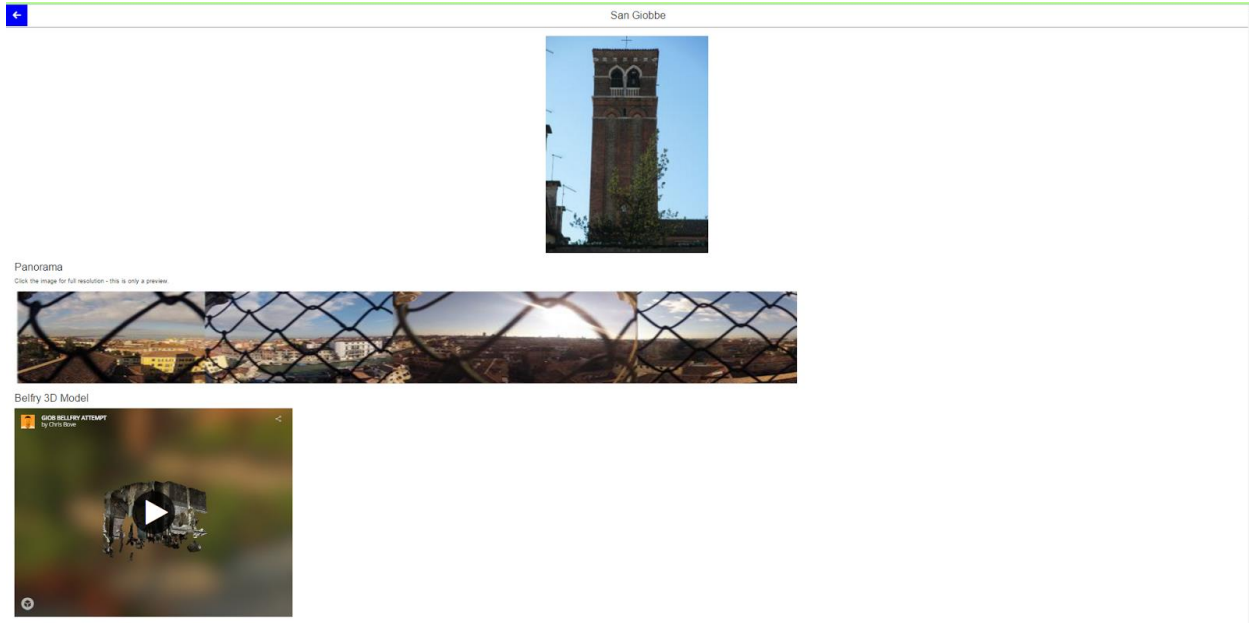 San Giobbe
Panorama
Click the image for full resolution - this is only a preview.
Belfry 3D Model
GIOB BELLFRY ATTEMPT
by Chris Bove